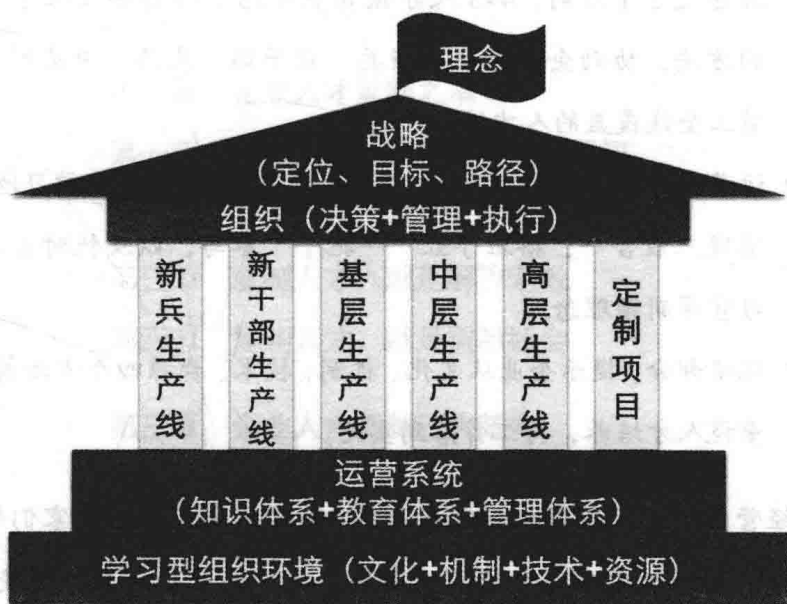 理念
战略
（定位、目标、路径）
组织（决策+管理+执行）
新兵生产线
新干部生产线
基层生产线
中层生产线
高层生产线
定制项目
运营系统
（知识体系+教育体系+管理体系）
学习型组织环境（文化+机制+技术+资源）